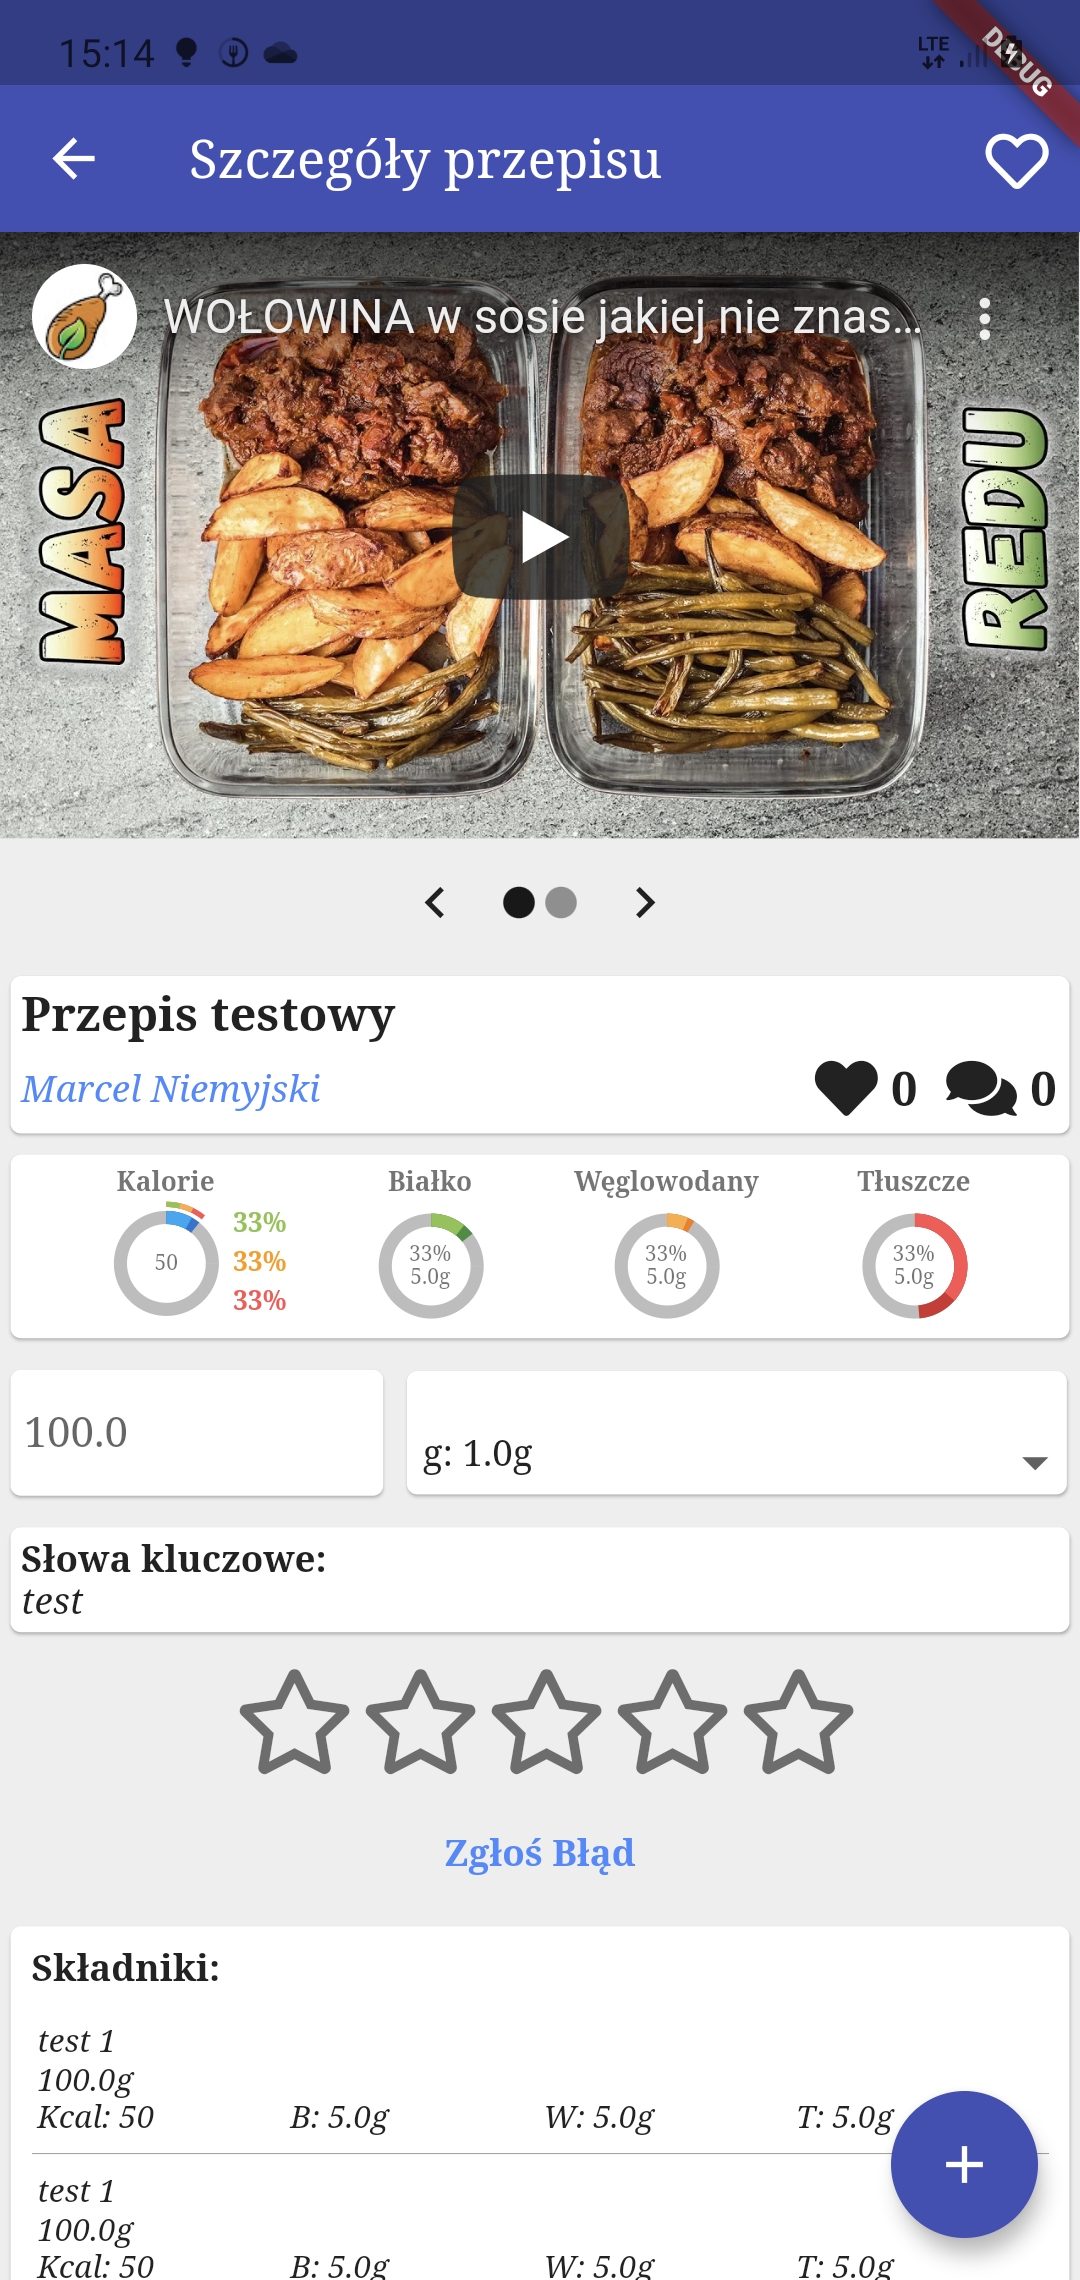 15:14
LTE
DEBUG
Szczegóły przepisu
WOŁOWINA w sosie jakiej nie znas...
MASA
REDU
Przepis testowy
Marcel Niemyjski
0 0
Kalorie Białko Węglowodany Tłuszcze
50 33% 33% 33%
33% 5.0g
33% 5.0g
33% 5.0g
100.0
g: 1.0g
Słowa kluczowe:
test
Zgłoś Błąd
Składniki:
test 1
100.0g
Kcal: 50 B: 5.0g W: 5.0g T: 5.0g
test 1
100.0g
Kcal: 50 B: 5.0g W: 5.0g T: 5.0g